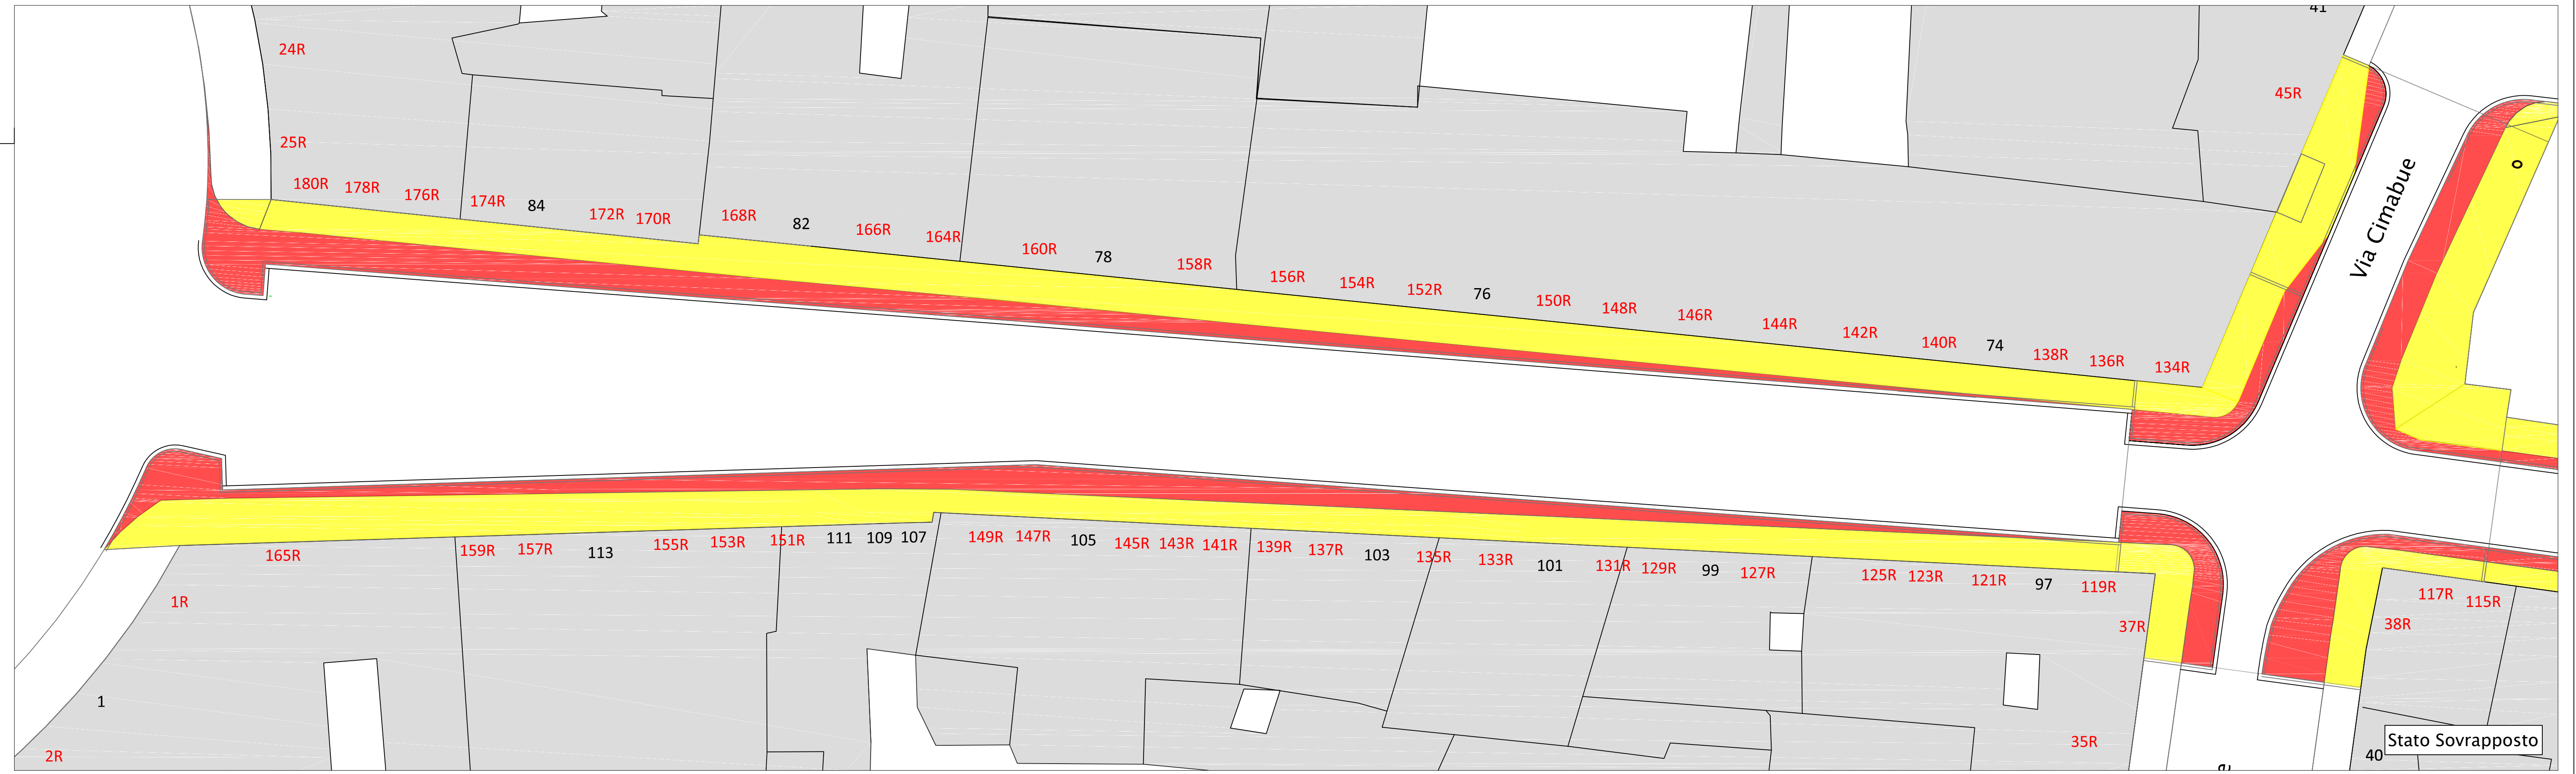 41
24R
45R
25R
180R 178R 176R 174R 84 172R 170R 168R 82 166R 164R 160R 78 158R 156R 154R 152R 76 150R 148R 146R 144R 142R 140R 74 138R 136R 134R
Via Cimabue
165R 159R 157R 113 155R 153R 151R 111 109 107 149R 147R 105 145R 143R 141R 139R 137R 103 135R 133R 101 131R 129R 99 127R 125R 123R 121R 97 119R
117R 115R
1R
37R
38R
1
2R
35R
40
Stato Sovrapposto